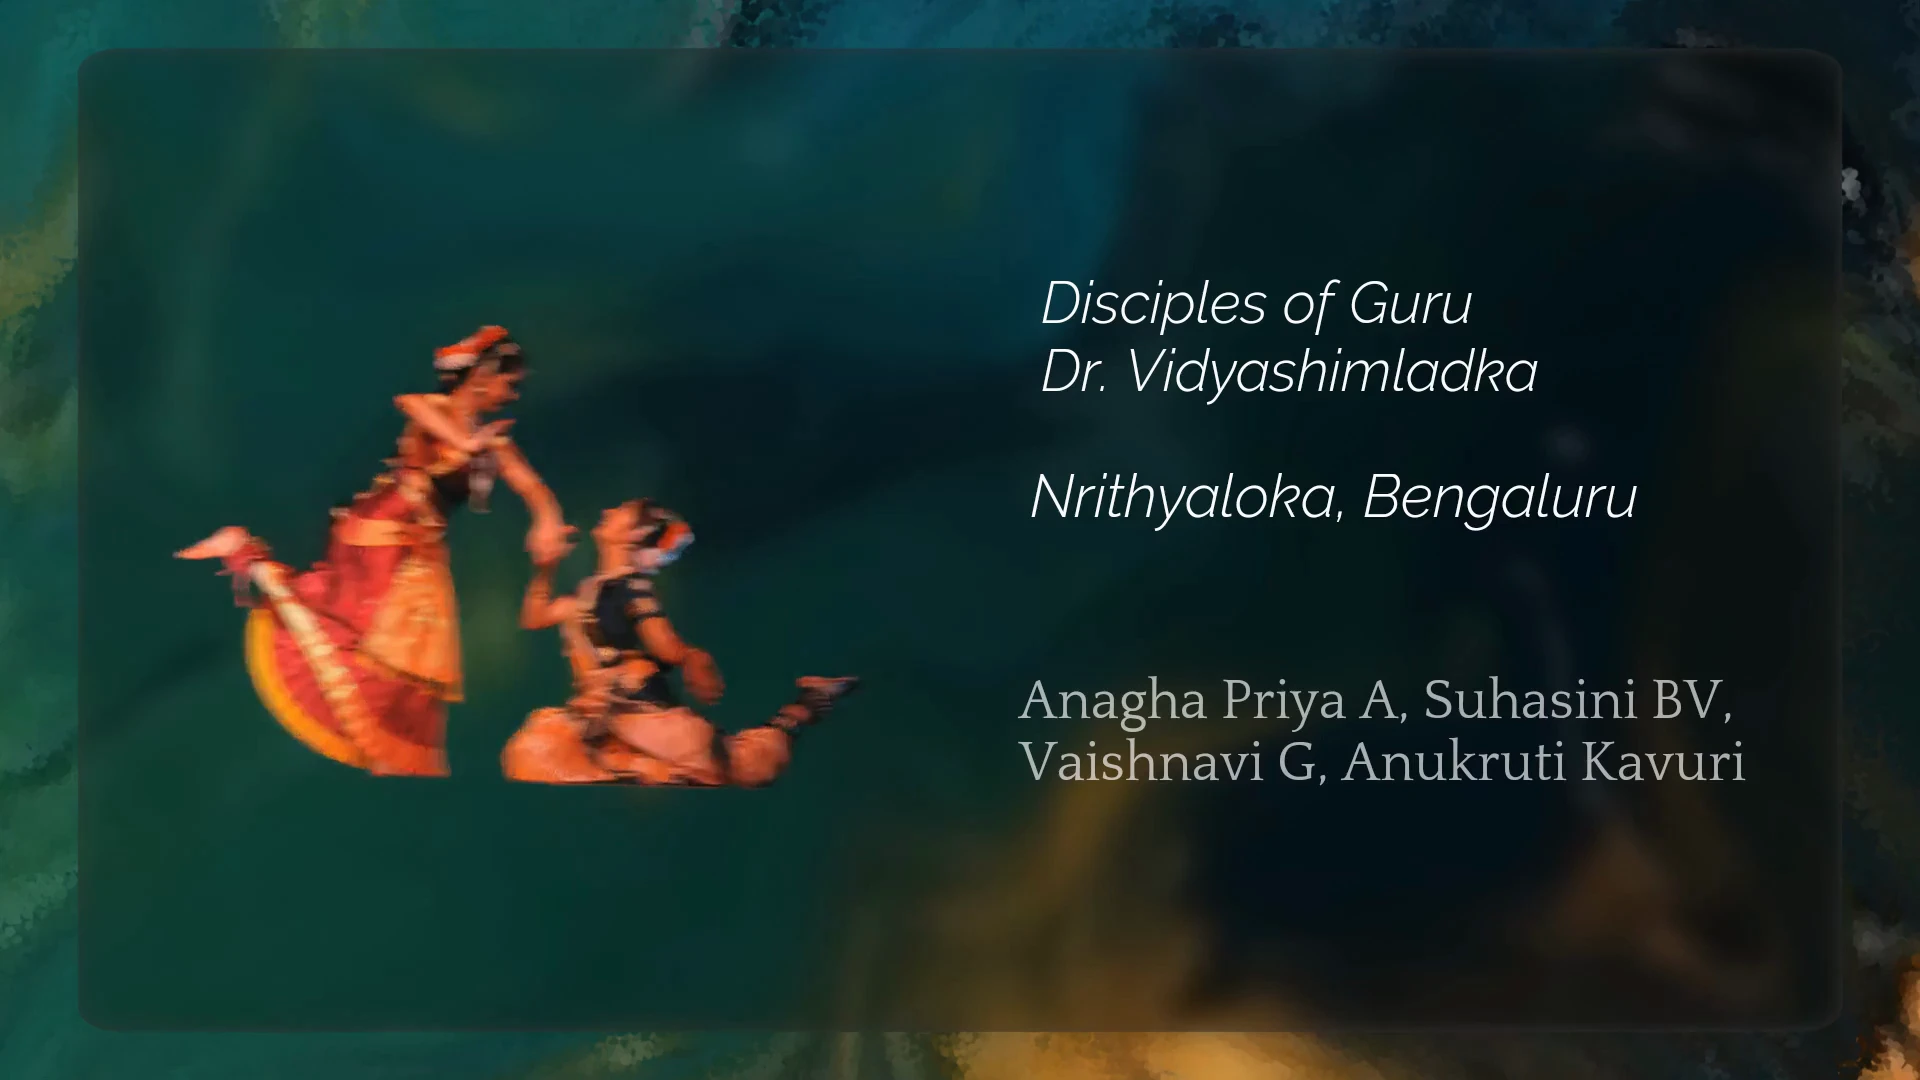 Disciples of Guru
Dr. Vidyashimladka
Nrithyaloka, Bengaluru
Anagha Priya A, Suhasini BV,
Vaishnavi G, Anukruti Kavuri